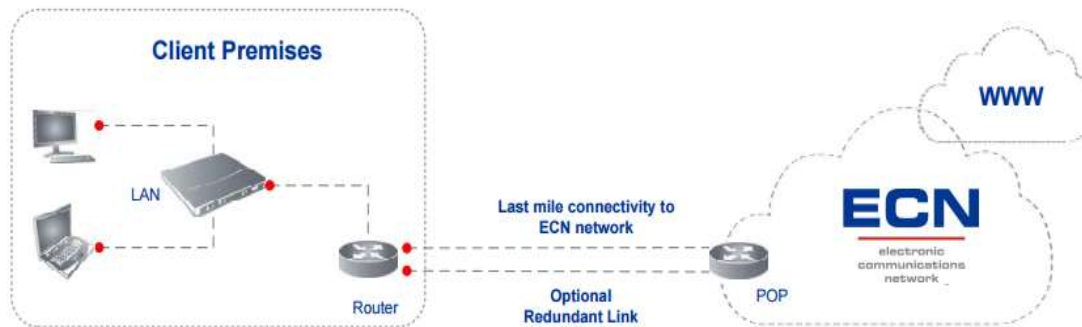 Client Premises
WWW
LAN
ECN
electronic
communications
network
Last mile connectivity to
ECN network
Router
POP
Optional
Redundant Link